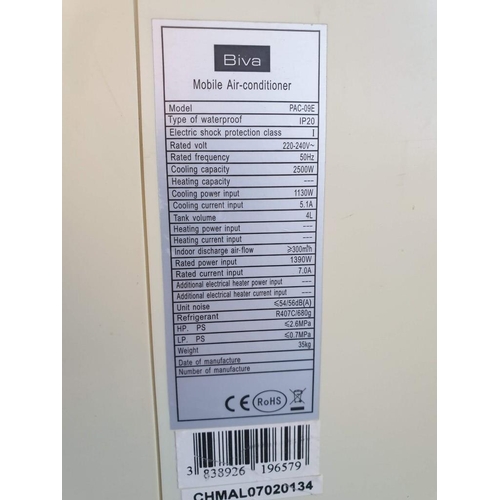 Biva
Mobile Air-conditioner
Model PAC-09E
Type of waterproof IP20
Electric shock protection class I
Rated volt 220-240V~
Rated frequency 50Hz
Cooling capacity 2500W
Heating capacity ---
Cooling power input 1130W
Cooling current input 5.1A
Tank volume 4L
Heating power input ---
Heating current input ---
Indoor discharge air-flow ≥300m³/h
Rated power input 1390W
Rated current input 7.0A
Additional electrical heater power input ---
Additional electrical heater current input ---
Unit noise ≤54/56dB(A)
Refrigerant R407C/680g
HP. PS ≤2.6MPa
LP. PS ≤0.7MPa
Weight 35kg
Date of manufacture
Number of manufacture
CE RoHS
3 838926 196579
CHMAL07020134